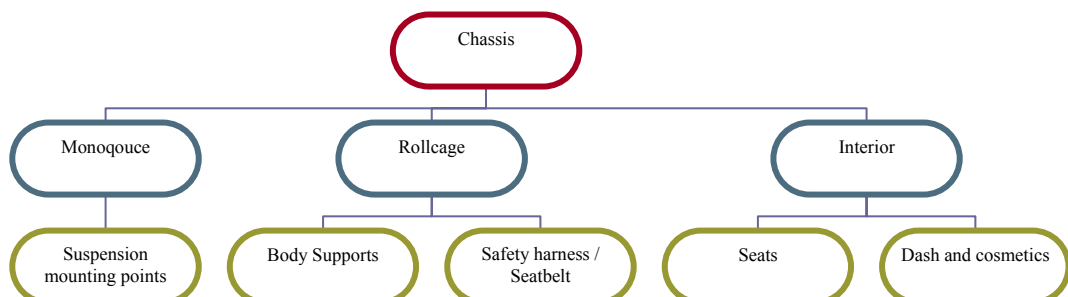 Chassis
Monoqouce
Rollcage
Interior
Suspension
mounting points
Body Supports
Safety harness /
Seatbelt
Seats
Dash and cosmetics